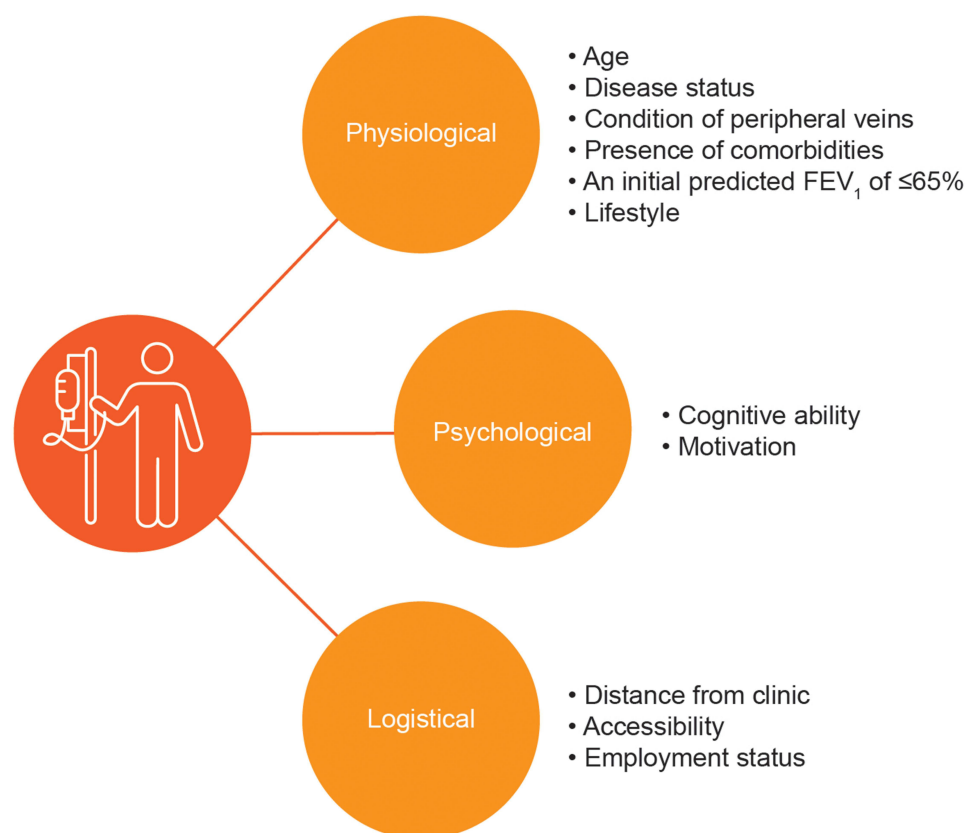 Physiological
• Age
• Disease status
• Condition of peripheral veins
• Presence of comorbidities
• An initial predicted FEV₁ of ≤65%
• Lifestyle
Psychological
• Cognitive ability
• Motivation
Logistical
• Distance from clinic
• Accessibility
• Employment status